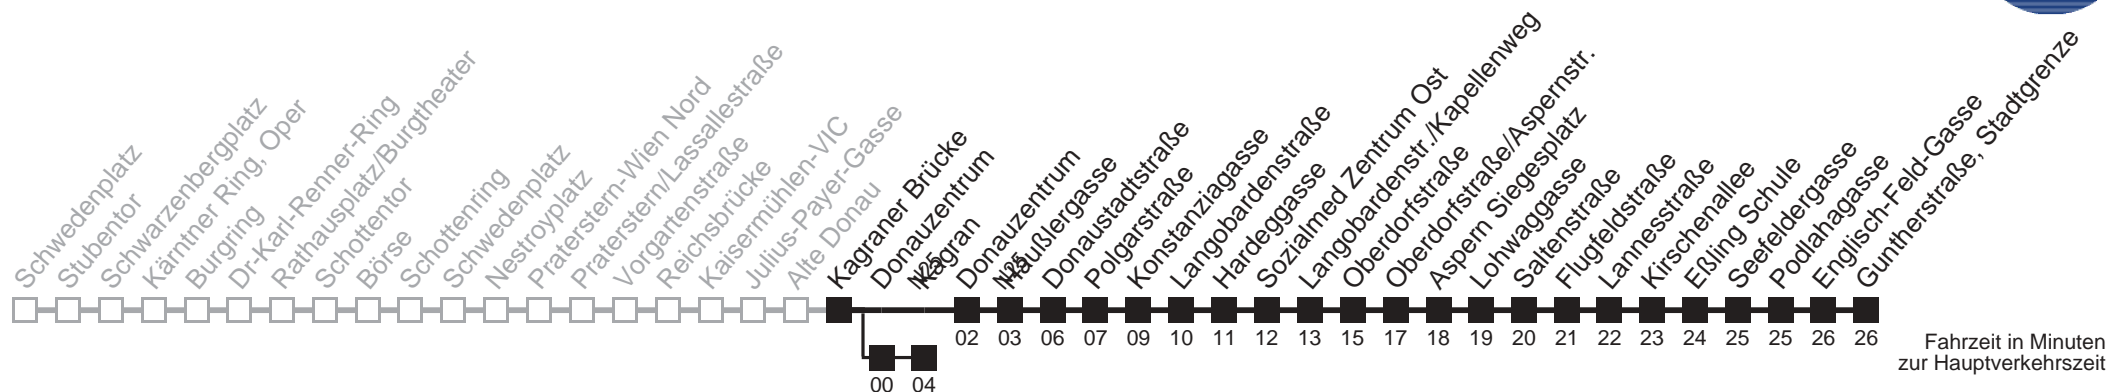 Schwedenplatz
Stubentor
Schwarzenbergplatz
Kärntner Ring, Oper
Burgring
Dr-Karl-Renner-Ring
Rathausplatz/Burgtheater
Schottentor
Börse
Schottenring
Schwedenplatz
Nestroyplatz
Praterstern-Wien Nord
Praterstern/Lassallestraße
Vorgartenstraße
Reichsbrücke
Kaisermühlen-VIC
Julius-Payer-Gasse
Alte Donau
Kagraner Brücke
Donauzentrum
Kagran
Donauzentrum
Maußlergasse
Donaustadtstraße
Polgarstraße
Konstanziagasse
Langobardenstraße
Hardeggasse
Sozialmed Zentrum Ost
Langobardenstr./Kapellenweg
Oberdorfstraße
Oberdorfstraße/Aspernstr.
Aspern Siegesplatz
Lohwaggasse
Saltenstraße
Flugfeldstraße
Lannesstraße
Kirschenallee
Eßling Schule
Seefeldergasse
Podlahagasse
Englisch-Feld-Gasse
Guntherstraße, Stadtgrenze
02 03 06 07 09 10 11 12 13 15 17 18 19 20 21 22 23 24 25 25 26 26
00 04
Fahrzeit in Minuten
zur Hauptverkehrszeit